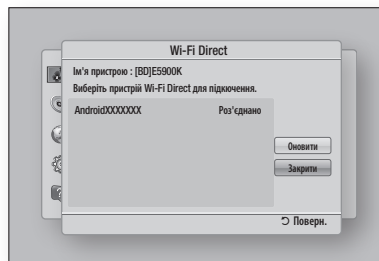 Wi-Fi Direct
Ім'я пристрою : [BD]E5900K
Виберіть пристрій Wi-Fi Direct для підключення.
AndroidXXXXXXX Роз'єднано
Оновити
Закрити
Поверн.